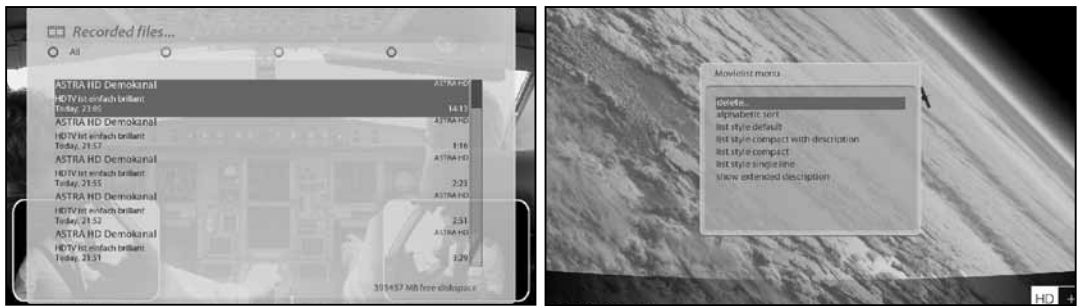 Recorded files...
All
ASTRA HD Demokanal
ASTRA HD
HDTV ist einfach brillant
Today, 23:05 14:13
ASTRA HD Demokanal
ASTRA HD
HDTV ist einfach brillant
Today, 21:57 1:16
ASTRA HD Demokanal
ASTRA HD
HDTV ist einfach brillant
Today, 21:55 2:23
ASTRA HD Demokanal
ASTRA HD
HDTV ist einfach brillant
Today, 21:52 2:51
ASTRA HD Demokanal
ASTRA HD
HDTV ist einfach brillant
Today, 21:51 3:29
MB free diskspace
Movielist menu
delete..
alphabetic sort
list style default
list style compact with description
list style compact
list style single line
show extended description
HD +